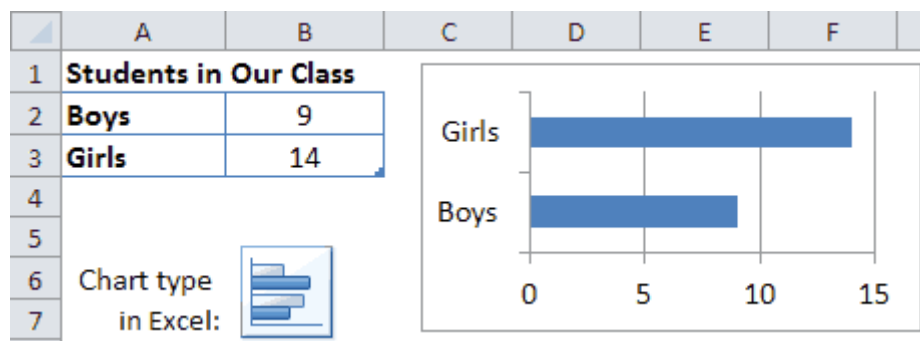 A B C D E F
1 Students in Our Class
2 Boys 9
3 Girls 14
4
5
6 Chart type
7 in Excel:
Girls
Boys
0 5 10 15